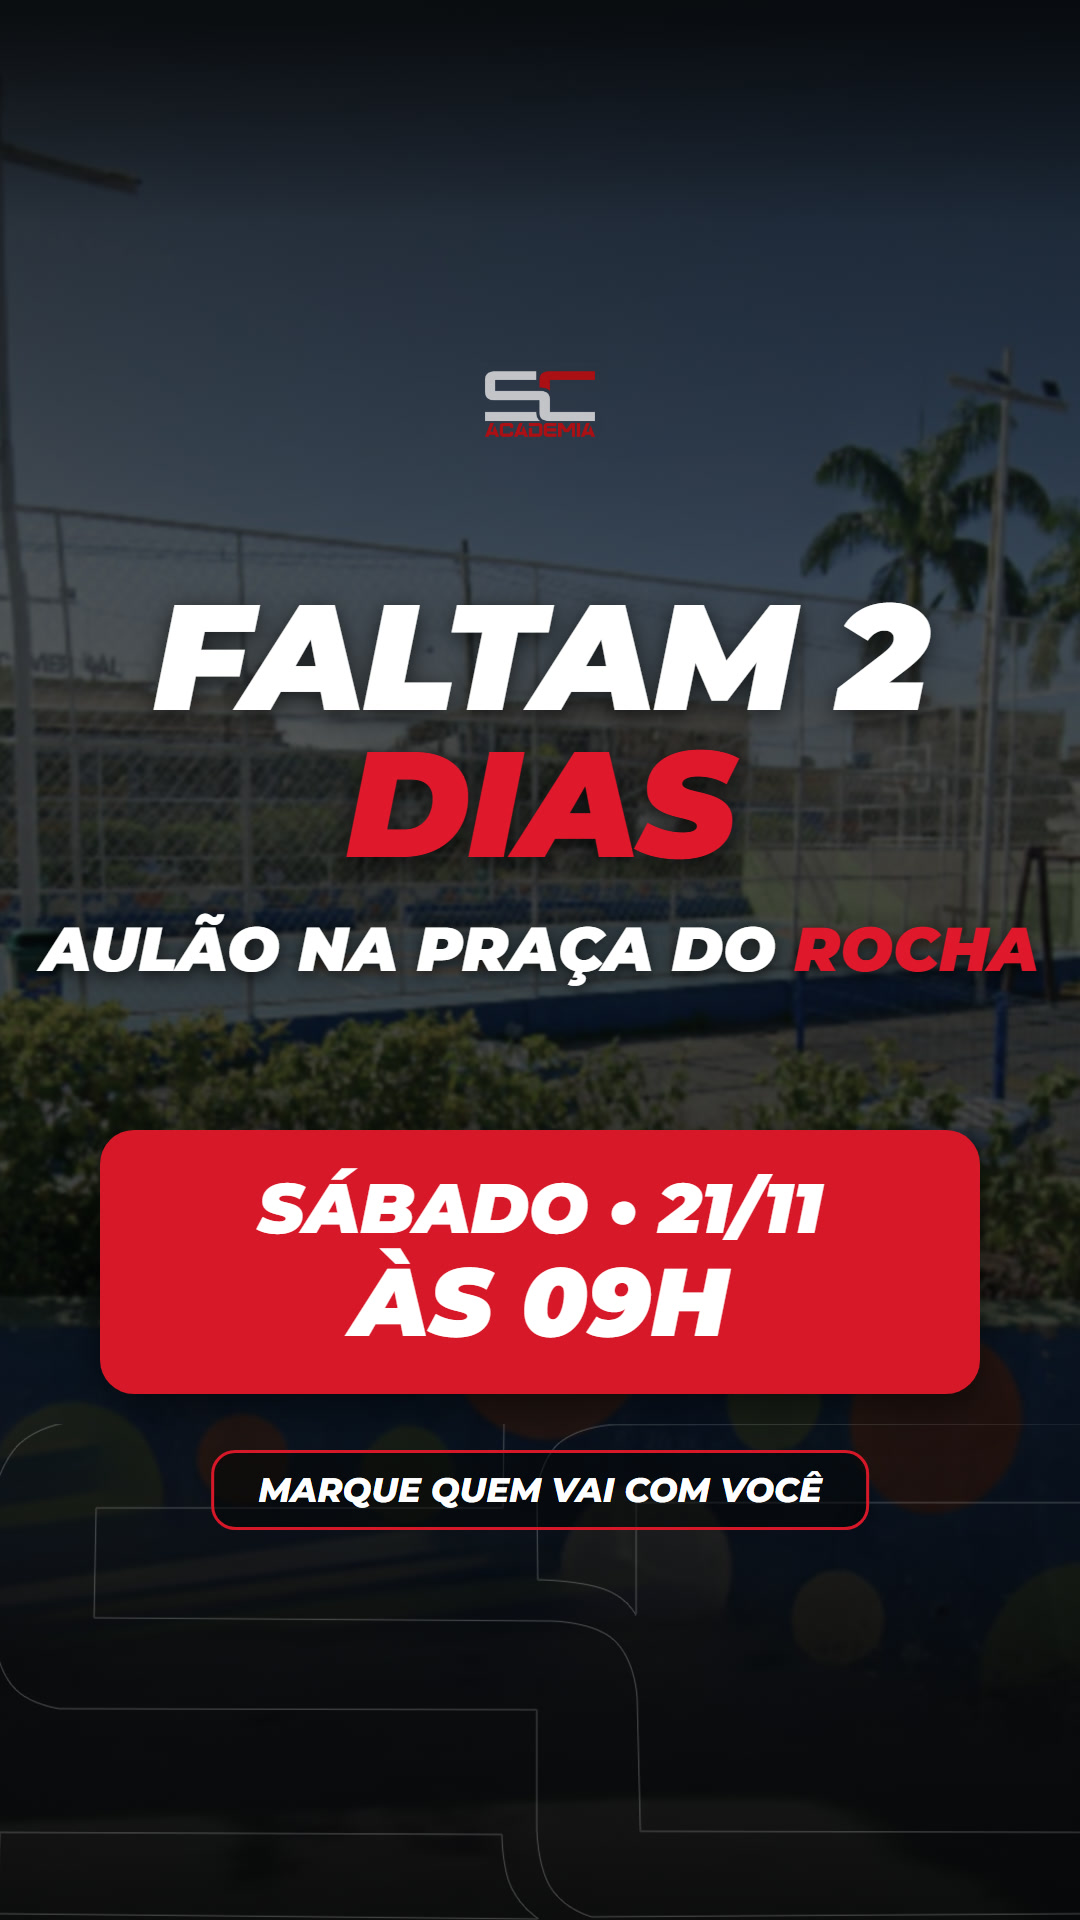 SC
ACADEMIA
FALTAM 2
DIAS
AULÃO NA PRAÇA DO ROCHA
SÁBADO • 21/11
ÀS 09H
MARQUE QUEM VAI COM VOCÊ